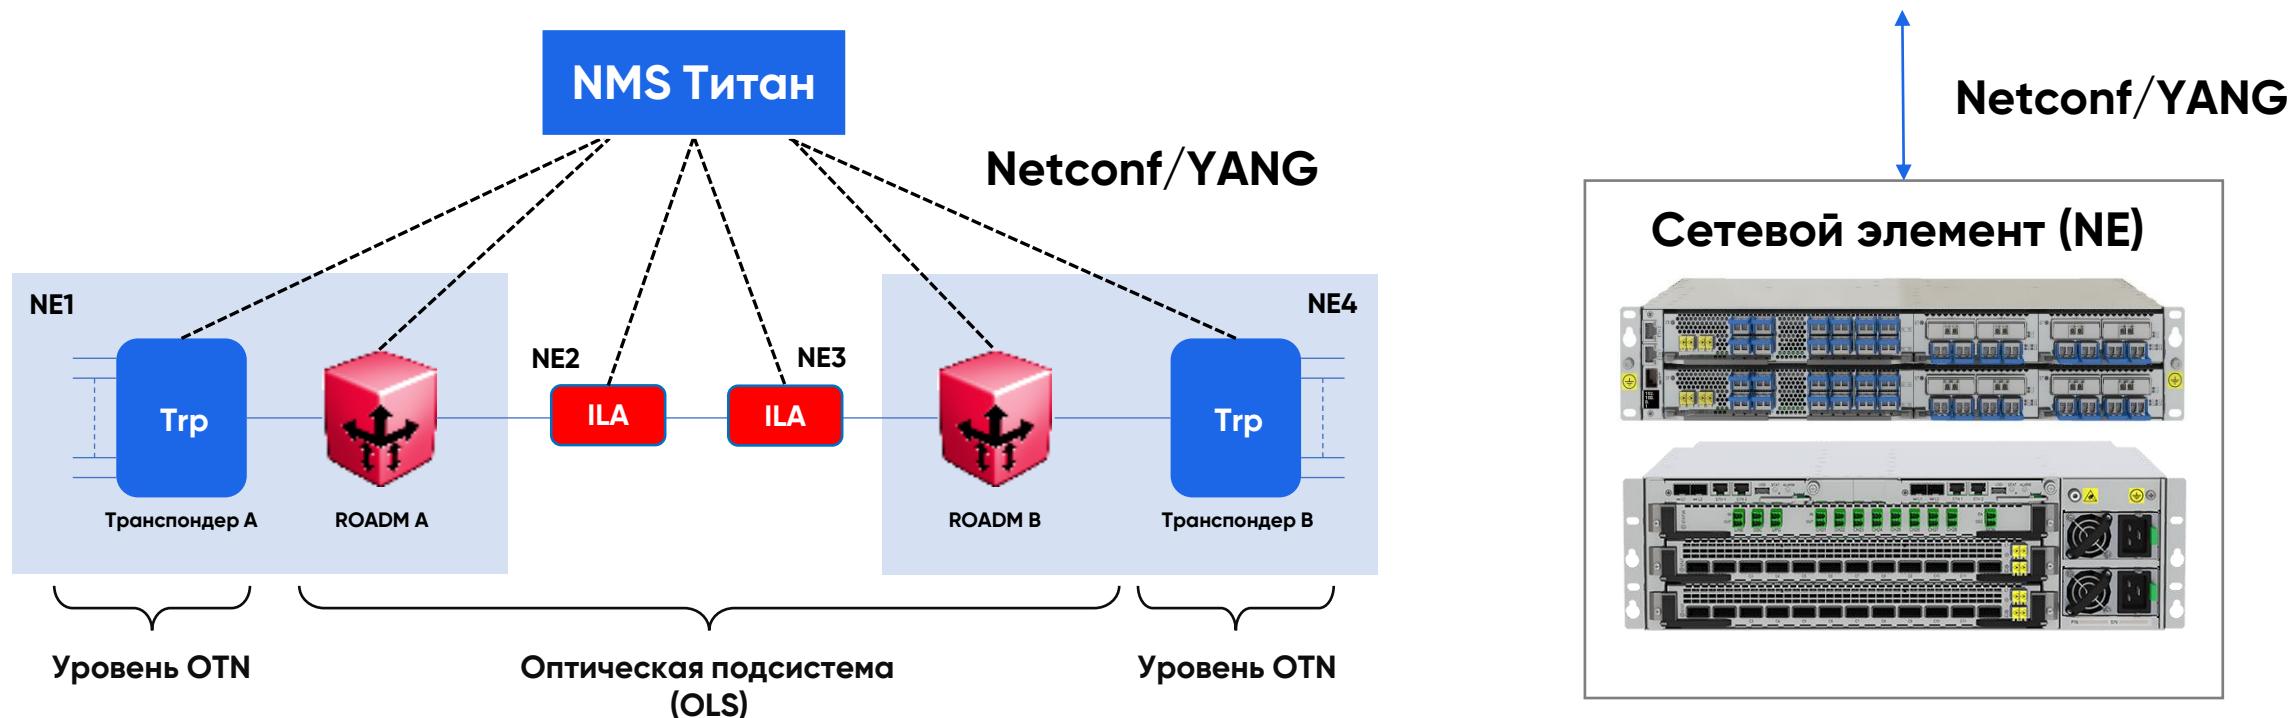 NMS Титан
Netconf/YANG
Netconf/YANG
Сетевой элемент (NE)
NE1
NE4
NE2
NE3
Trp
ILA
ILA
Trp
Транспондер A
ROADM A
ROADM B
Транспондер B
Уровень OTN
Оптическая подсистема
(OLS)
Уровень OTN